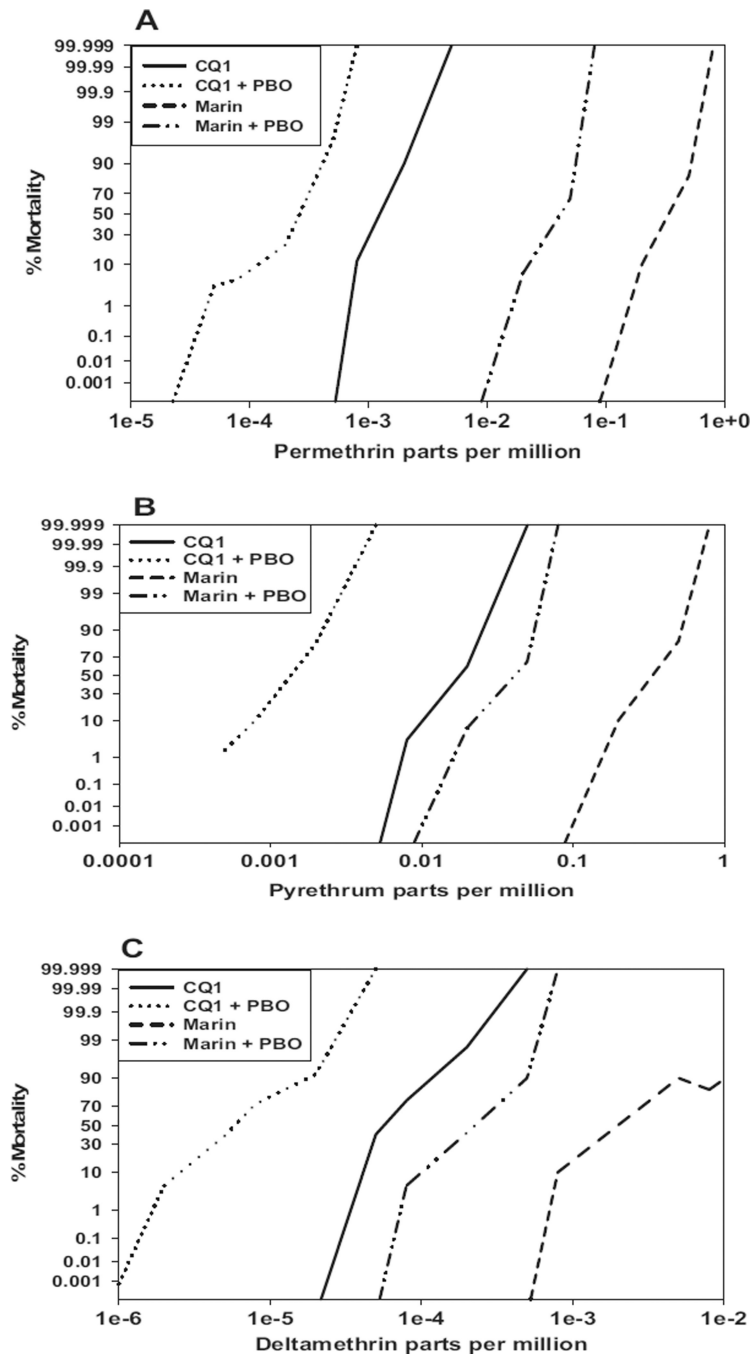 A
99.999
99.99
99.9
99
90
70
50
30
10
1
0.1
0.01
0.001
% Mortality
CQ1
CQ1 + PBO
Marin
Marin + PBO
1e-5 1e-4 1e-3 1e-2 1e-1 1e+0
Permethrin parts per million
B
99.999
99.99
99.9
99
90
70
50
30
10
1
0.1
0.01
0.001
% Mortality
CQ1
CQ1 + PBO
Marin
Marin + PBO
0.0001 0.001 0.01 0.1 1
Pyrethrum parts per million
C
99.999
99.99
99.9
99
90
70
50
30
10
1
0.1
0.01
0.001
% Mortality
CQ1
CQ1 + PBO
Marin
Marin + PBO
1e-6 1e-5 1e-4 1e-3 1e-2
Deltamethrin parts per million